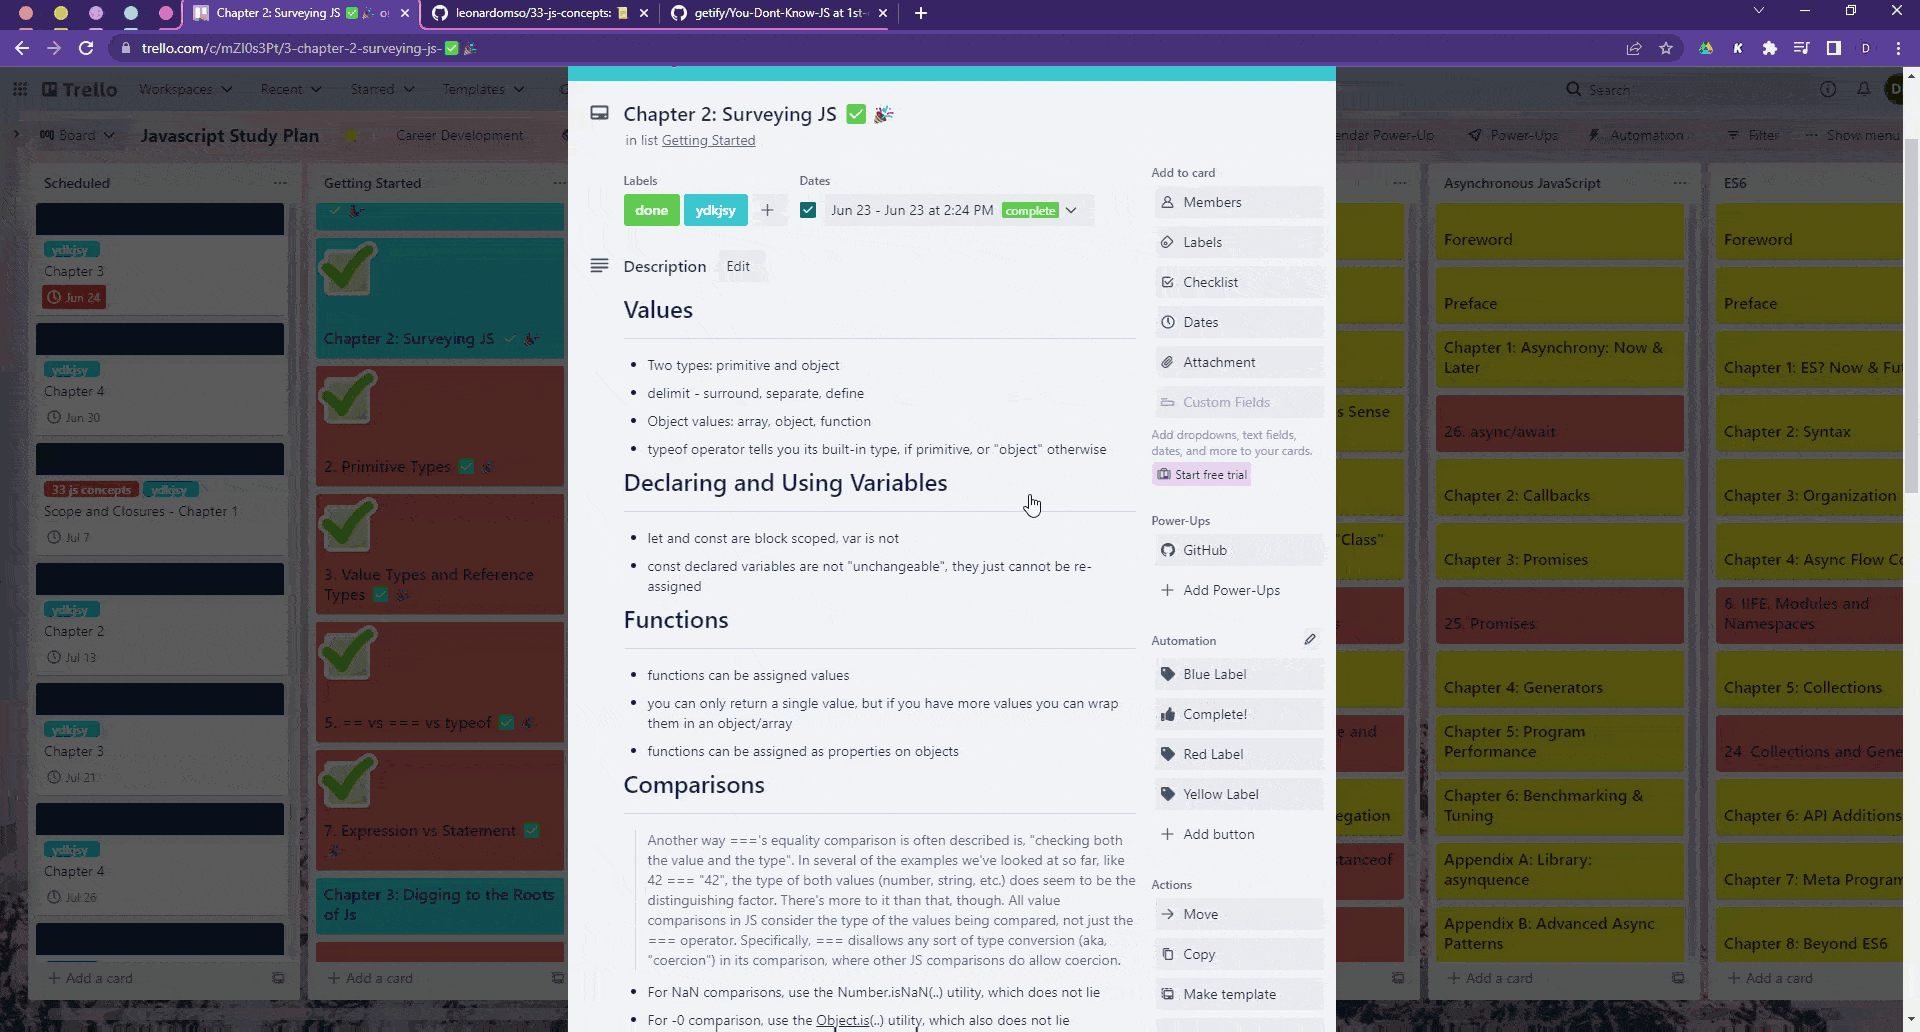 Chapter 2: Surveying JS ✅ 🎉 o
leonardomso/33-js-concepts: 📜
getify/You-Dont-Know-JS at 1st-
trello.com/c/mZI0s3Pt/3-chapter-2-surveying-js-✅🎉
D
Trello
Workspaces
Recent
Starred
Templates
Search
Board
Javascript Study Plan
Career Development
ender Power-Up
Power-Ups
Automation
Filter
Show menu
Scheduled
ydkjsy
Chapter 3
Jun 24
ydkjsy
Chapter 4
Jun 30
33 js concepts
ydkjsy
Scope and Closures - Chapter 1
Jul 7
ydkjsy
Chapter 2
Jul 13
ydkjsy
Chapter 3
Jul 21
ydkjsy
Chapter 4
Jul 26
+ Add a card
Getting Started
Chapter 2: Surveying JS ✅ 🎉
2. Primitive Types ✅ 🎉
3. Value Types and Reference
Types ✅ 🎉
5. == vs === vs typeof ✅ 🎉
7. Expression vs Statement ✅
🎉
Chapter 3: Digging to the Roots
of Js
+ Add a card
Chapter 2: Surveying JS ✅ 🎉
in list Getting Started
Labels
done
ydkjsy
+
Dates
Jun 23 - Jun 23 at 2:24 PM
complete
Description
Edit
Values
• Two types: primitive and object
• delimit - surround, separate, define
• Object values: array, object, function
• typeof operator tells you its built-in type, if primitive, or "object" otherwise
Declaring and Using Variables
• let and const are block scoped, var is not
• const declared variables are not "unchangeable", they just cannot be re-
assigned
Functions
• functions can be assigned values
• you can only return a single value, but if you have more values you can wrap
them in an object/array
• functions can be assigned as properties on objects
Comparisons
Another way ==='s equality comparison is often described is, "checking both
the value and the type". In several of the examples we've looked at so far, like
42 === "42", the type of both values (number, string, etc.) does seem to be the
distinguishing factor. There's more to it than that, though. All value
comparisons in JS consider the type of the values being compared, not just the
=== operator. Specifically, === disallows any sort of type conversion (aka,
"coercion") in its comparison, where other JS comparisons do allow coercion.
• For NaN comparisons, use the Number.isNaN(..) utility, which does not lie
• For -0 comparison, use the Object.is(..) utility, which also does not lie
Add to card
Members
Labels
Checklist
Dates
Attachment
Custom Fields
Add dropdowns, text fields,
dates, and more to your cards.
Start free trial
Power-Ups
GitHub
+ Add Power-Ups
Automation
Blue Label
Complete!
Red Label
Yellow Label
+ Add button
Actions
Move
Copy
Make template
s Sense
"Class"
e and
egation
stanceof
Asynchronous JavaScript
Foreword
Preface
Chapter 1: Asynchrony: Now &
Later
26. async/await
Chapter 2: Callbacks
Chapter 3: Promises
25. Promises
Chapter 4: Generators
Chapter 5: Program
Performance
Chapter 6: Benchmarking &
Tuning
Appendix A: Library:
asynquence
Appendix B: Advanced Async
Patterns
+ Add a card
ES6
Foreword
Preface
Chapter 1: ES? Now & Fu
Chapter 2: Syntax
Chapter 3: Organization
Chapter 4: Async Flow Co
8. IIFE, Modules and
Namespaces
Chapter 5: Collections
24. Collections and Gene
Chapter 6: API Additions
Chapter 7: Meta Program
Chapter 8: Beyond ES6
+ Add a card